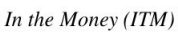 In the Money (ITM)